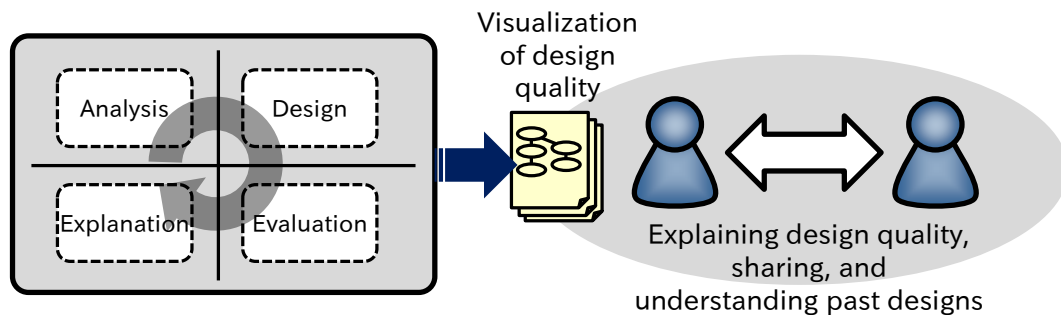 Analysis
Design
Explanation
Evaluation
Visualization
of design
quality
Explaining design quality,
sharing, and
understanding past designs